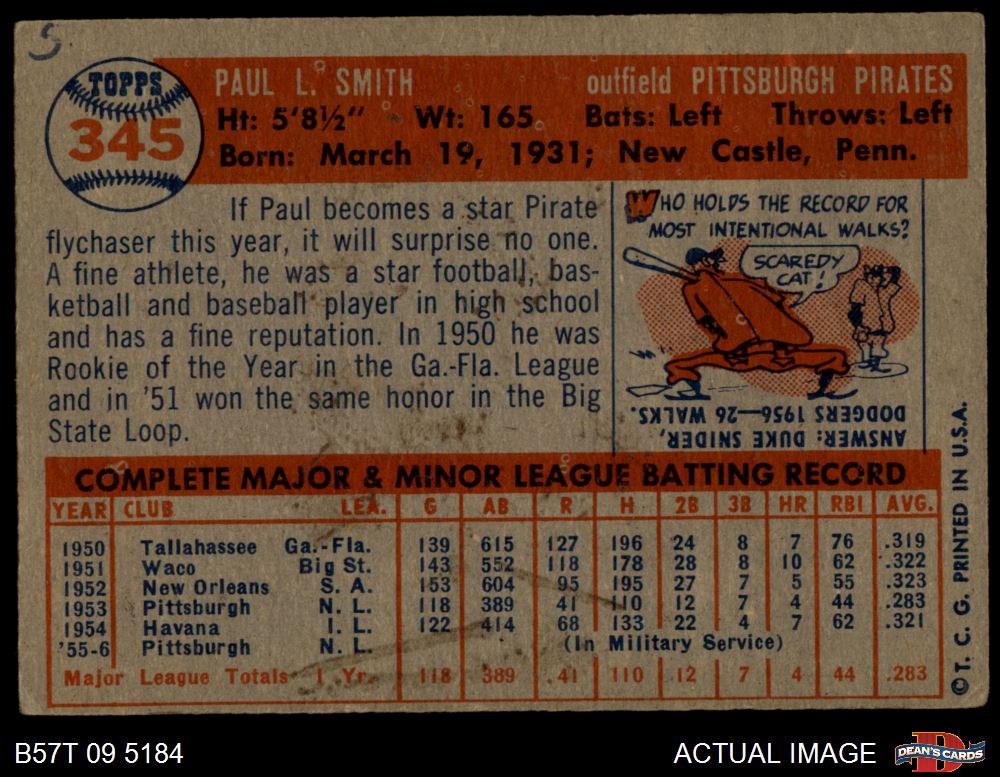 S
TOPPS
345
PAUL L. SMITH outfield PITTSBURGH PIRATES
Ht: 5'8½" Wt: 165 Bats: Left Throws: Left
Born: March 19, 1931; New Castle, Penn.
If Paul becomes a star Pirate
flychaser this year, it will surprise no one.
A fine athlete, he was a star football, bas-
ketball and baseball player in high school
and has a fine reputation. In 1950 he was
Rookie of the Year in the Ga.-Fla. League
and in '51 won the same honor in the Big
State Loop.
WHO HOLDS THE RECORD FOR
MOST INTENTIONAL WALKS?
SCAREDY
CAT!
ANSWER: DUKE SNIDER,
DODGERS 1956—26 WALKS.
COMPLETE MAJOR & MINOR LEAGUE BATTING RECORD
YEAR CLUB LEA. G AB R H 2B 3B HR RBI AVG.
1950 Tallahassee Ga.-Fla. 139 615 127 196 24 8 7 76 .319
1951 Waco Big St. 143 552 118 178 28 8 10 62 .322
1952 New Orleans S. A. 153 604 95 195 27 7 5 55 .323
1953 Pittsburgh N. L. 118 389 41 110 12 7 4 44 .283
1954 Havana I. L. 122 414 68 133 22 4 7 62 .321
'55-6 Pittsburgh N. L. (In Military Service)
Major League Totals 1 Yr. 118 389 41 110 12 7 4 44 .283
© T. C. G. PRINTED IN U.S.A.
B57T 09 5184 ACTUAL IMAGE
D
DEAN'S CARDS